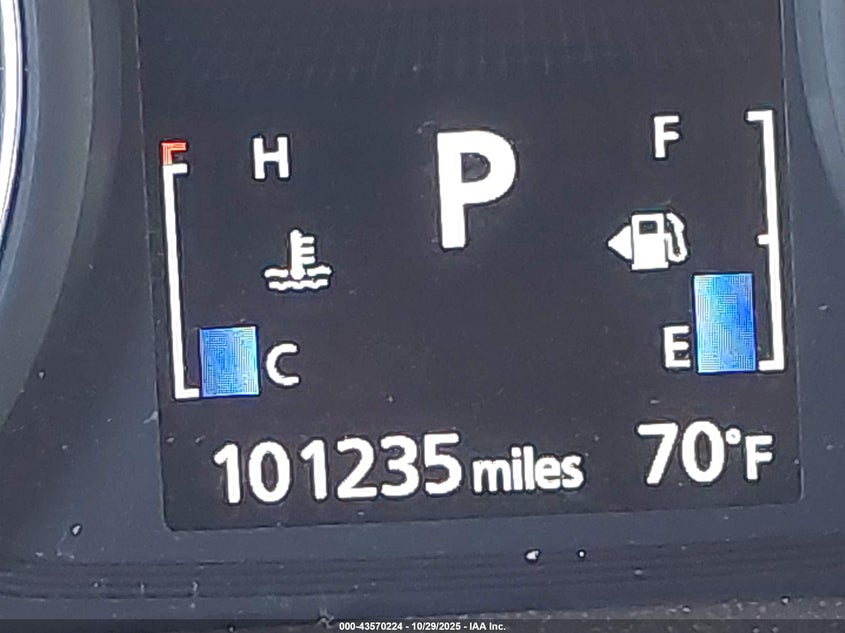 H P F
C E
101235 miles 70°F
000-43570224 - 10/29/2025 - IAA Inc.